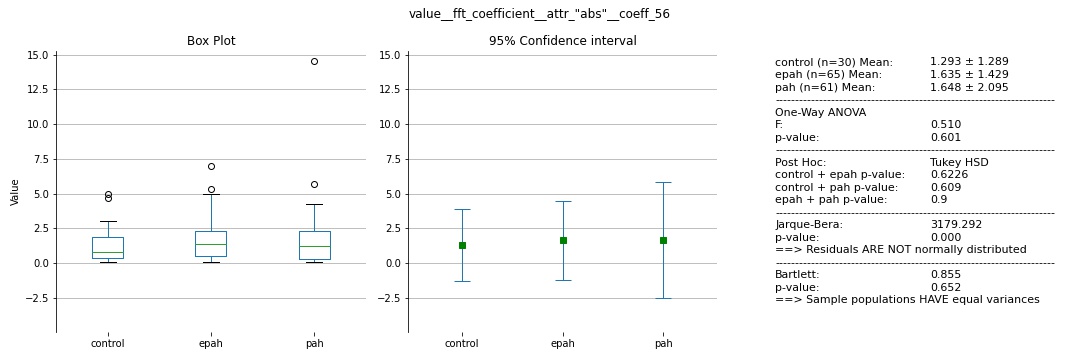 value__fft_coefficient__attr_"abs"__coeff_56
Box Plot
Value
15.0
12.5
10.0
7.5
5.0
2.5
0.0
−2.5
control epah pah
95% Confidence interval
15.0
12.5
10.0
7.5
5.0
2.5
0.0
−2.5
control epah pah
control (n=30) Mean: 1.293 ± 1.289
epah (n=65) Mean: 1.635 ± 1.429
pah (n=61) Mean: 1.648 ± 2.095
One-Way ANOVA
F: 0.510
p-value: 0.601
Post Hoc: Tukey HSD
control + epah p-value: 0.6226
control + pah p-value: 0.609
epah + pah p-value: 0.9
Jarque-Bera: 3179.292
p-value: 0.000
==> Residuals ARE NOT normally distributed
Bartlett: 0.855
p-value: 0.652
==> Sample populations HAVE equal variances